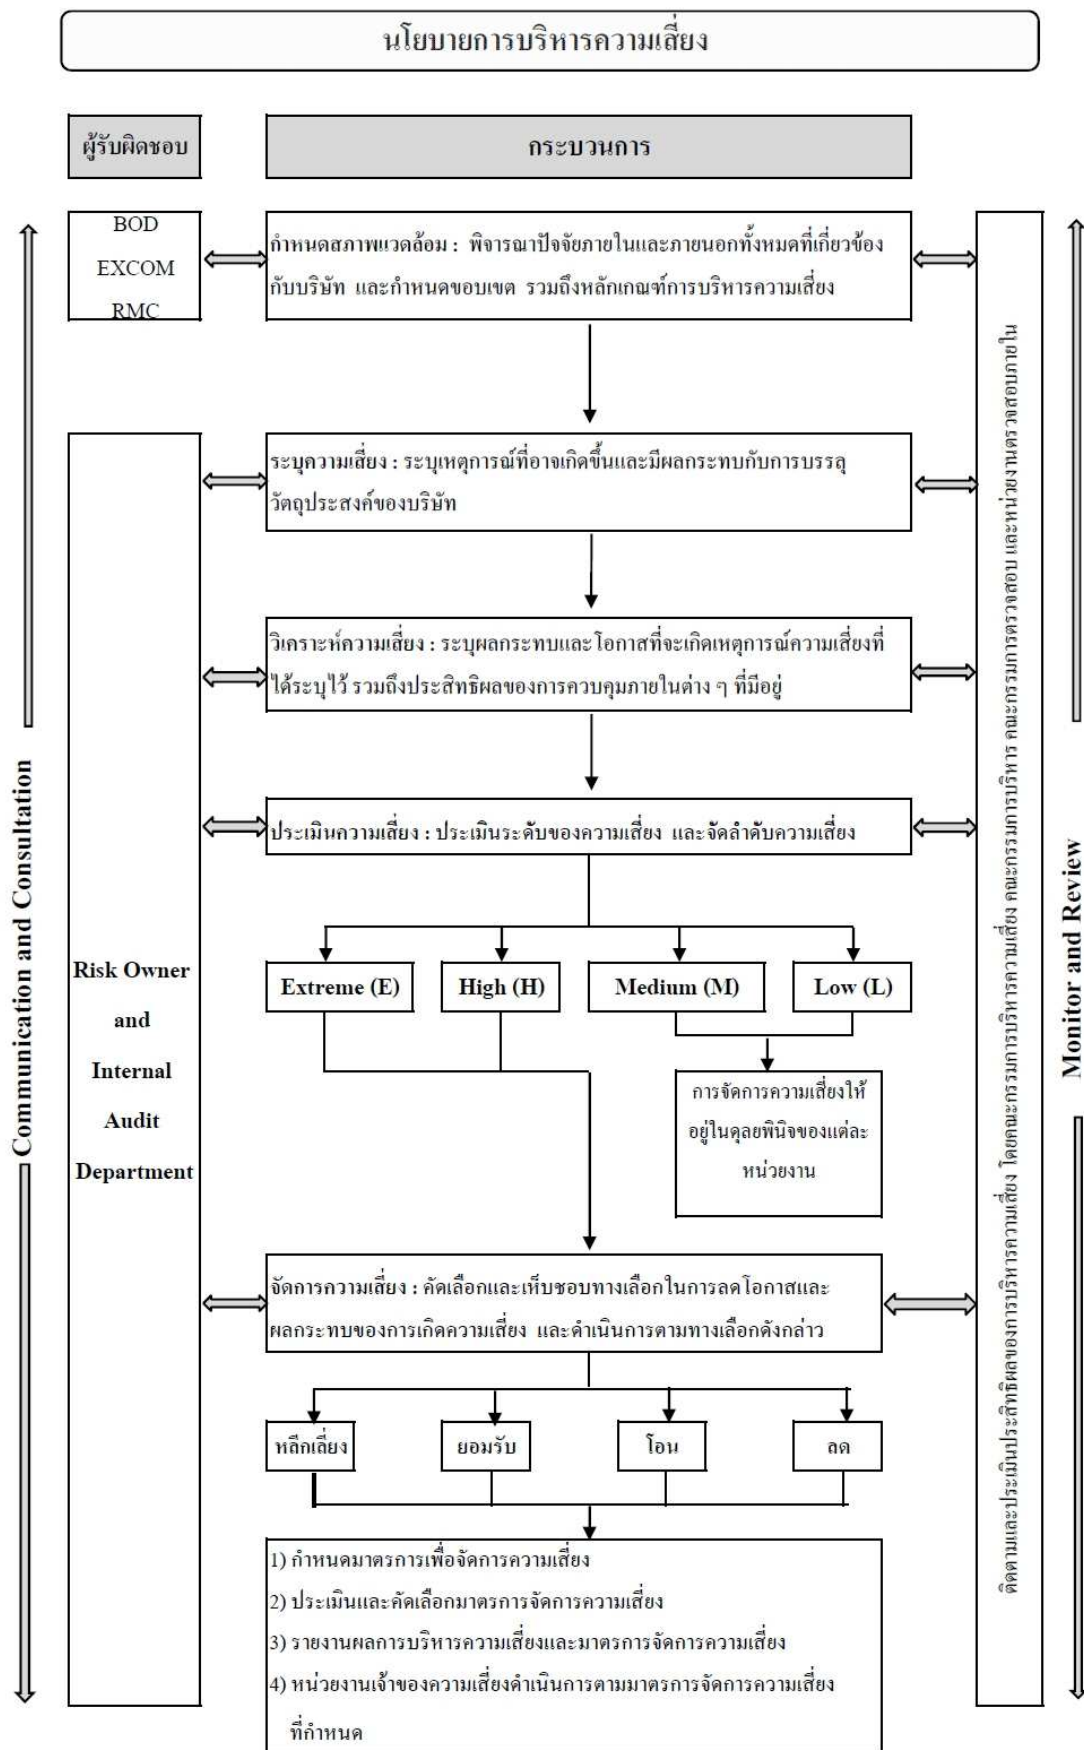 นโยบายการบริหารความเสี่ยง
ผู้รับผิดชอบ
กระบวนการ
BOD
EXCOM
RMC
กำหนดสภาพแวดล้อม : พิจารณาปัจจัยภายในและภายนอกทั้งหมดที่เกี่ยวข้อง
กับบริษัท และกำหนดขอบเขต รวมถึงหลักเกณฑ์การบริหารความเสี่ยง
ระบุความเสี่ยง : ระบุเหตุการณ์ที่อาจเกิดขึ้นและมีผลกระทบกับการบรรลุ
วัตถุประสงค์ของบริษัท
วิเคราะห์ความเสี่ยง : ระบุผลกระทบและโอกาสที่จะเกิดเหตุการณ์ความเสี่ยงที่
ได้ระบุไว้ รวมถึงประสิทธิผลของการควบคุมภายในต่าง ๆ ที่มีอยู่
ประเมินความเสี่ยง : ประเมินระดับของความเสี่ยง และจัดลำดับความเสี่ยง
Extreme (E)
High (H)
Medium (M)
Low (L)
การจัดการความเสี่ยงให้
อยู่ในดุลยพินิจของแต่ละ
หน่วยงาน
Risk Owner
and
Internal
Audit
Department
จัดการความเสี่ยง : คัดเลือกและเห็บชอบทางเลือกในการลดโอกาสและ
ผลกระทบของการเกิดความเสี่ยง และดำเนินการตามทางเลือกดังกล่าว
หลีกเลี่ยง
ยอมรับ
โอน
ลด
1) กำหนดมาตรการเพื่อจัดการความเสี่ยง
2) ประเมินและคัดเลือกมาตรการจัดการความเสี่ยง
3) รายงานผลการบริหารความเสี่ยงและมาตรการจัดการความเสี่ยง
4) หน่วยงานเจ้าของความเสี่ยงดำเนินการตามมาตรการจัดการความเสี่ยง
ที่กำหนด
Communication and Consultation
ติดตามและประเมินประสิทธิผลของการบริหารความเสี่ยง โดยคณะกรรมการบริหารความเสี่ยง คณะกรรมการบริหาร คณะกรรมการตรวจสอบ และหน่วยงานตรวจสอบภายใน
Monitor and Review